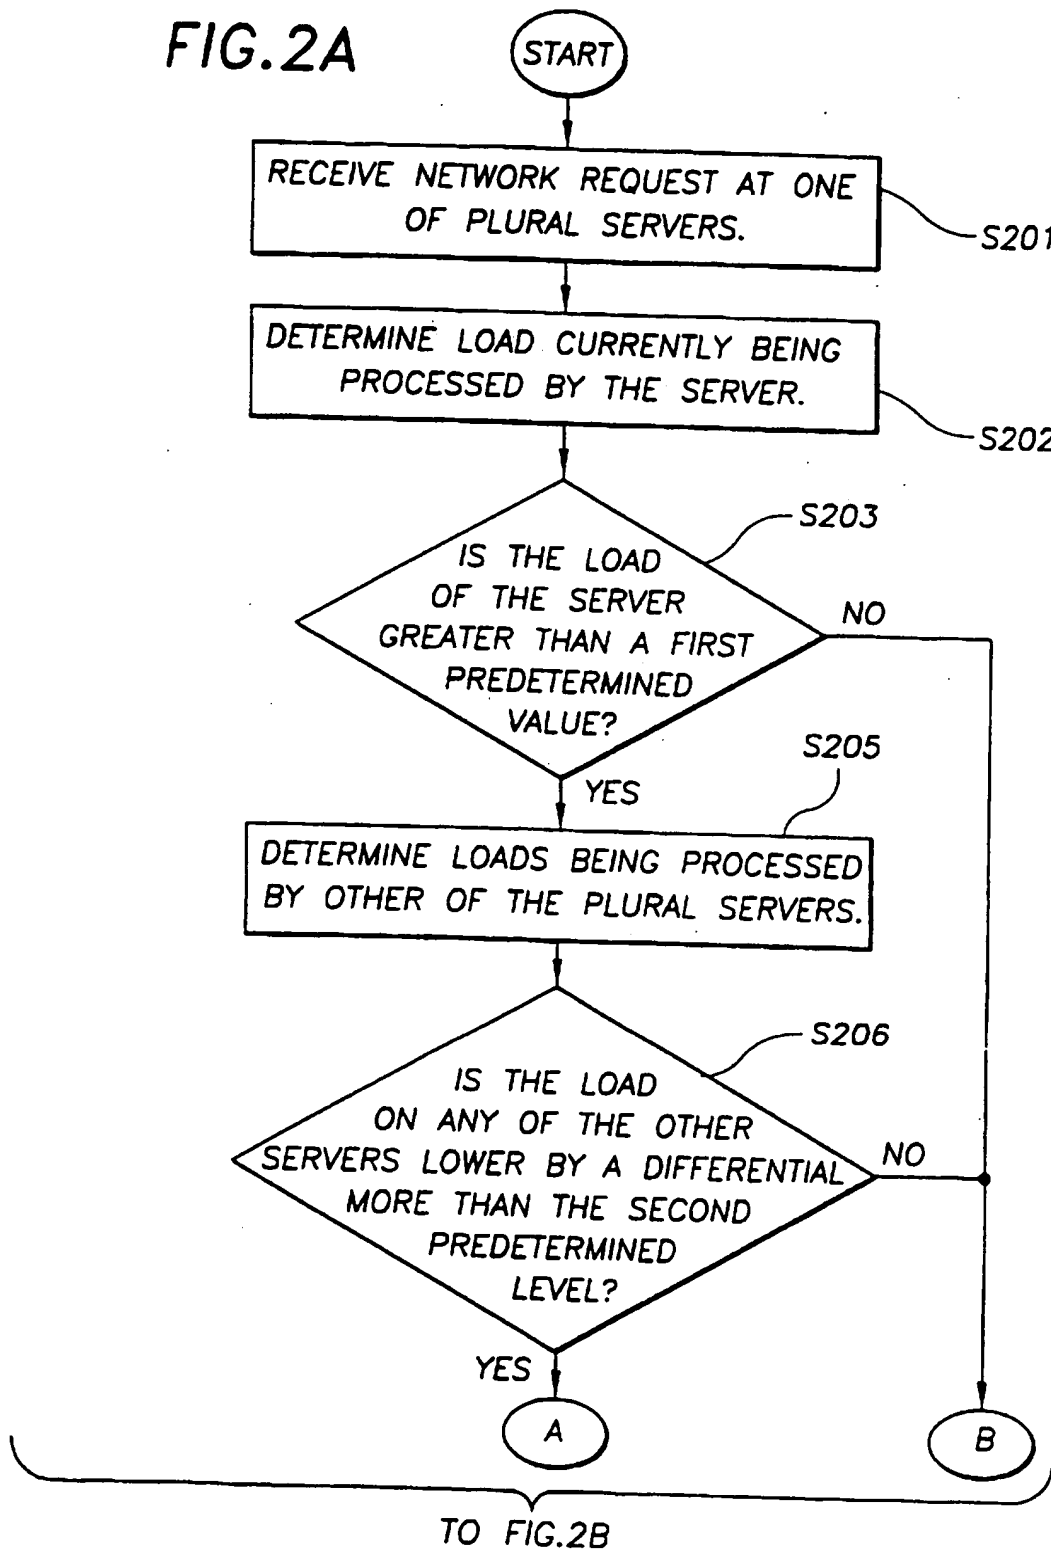 FIG.2A
START
RECEIVE NETWORK REQUEST AT ONE
OF PLURAL SERVERS.
S201
DETERMINE LOAD CURRENTLY BEING
PROCESSED BY THE SERVER.
S202
S203
IS THE LOAD
OF THE SERVER
GREATER THAN A FIRST
PREDETERMINED
VALUE?
NO
YES
S205
DETERMINE LOADS BEING PROCESSED
BY OTHER OF THE PLURAL SERVERS.
S206
IS THE LOAD
ON ANY OF THE OTHER
SERVERS LOWER BY A DIFFERENTIAL
MORE THAN THE SECOND
PREDETERMINED
LEVEL?
NO
YES
A
B
TO FIG.2B